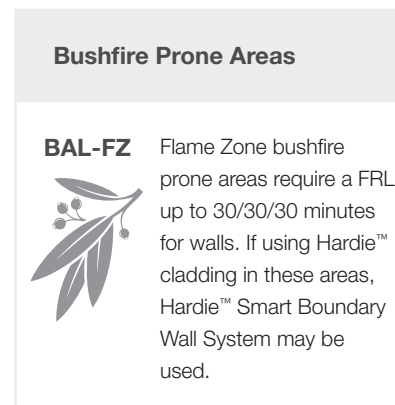 Bushfire Prone Areas
BAL-FZ
Flame Zone bushfire
prone areas require a FRL
up to 30/30/30 minutes
for walls. If using Hardie™
cladding in these areas,
Hardie™ Smart Boundary
Wall System may be
used.